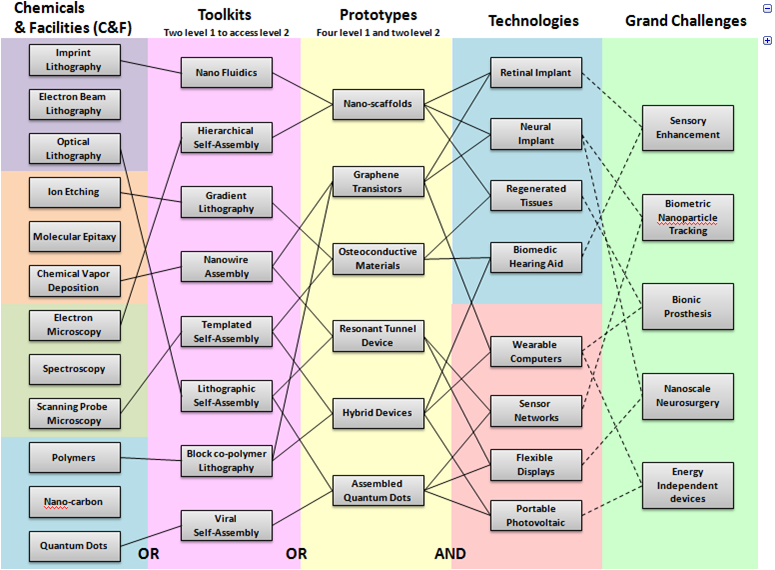 Chemicals
& Facilities (C&F)
Toolkits
Two level 1 to access level 2
Prototypes
Four level 1 and two level 2
Technologies
Grand Challenges
Imprint
Lithography
Electron Beam
Lithography
Optical
Lithography
Ion Etching
Molecular Epitaxy
Chemical Vapor
Deposition
Electron
Microscopy
Spectroscopy
Scanning Probe
Microscopy
Polymers
Nano-carbon
Quantum Dots
Nano Fluidics
Hierarchical
Self-Assembly
Gradient
Lithography
Nanowire
Assembly
Templated
Self-Assembly
Lithographic
Self-Assembly
Block co-polymer
Lithography
Viral
Self-Assembly
Nano-scaffolds
Graphene
Transistors
Osteoconductive
Materials
Resonant Tunnel
Device
Hybrid Devices
Assembled
Quantum Dots
Retinal Implant
Neural
Implant
Regenerated
Tissues
Biomedic
Hearing Aid
Wearable
Computers
Sensor
Networks
Flexible
Displays
Portable
Photovoltaic
Sensory
Enhancement
Biometric
Nanoparticle
Tracking
Bionic
Prosthesis
Nanoscale
Neurosurgery
Energy
Independent
devices
OR
OR
AND